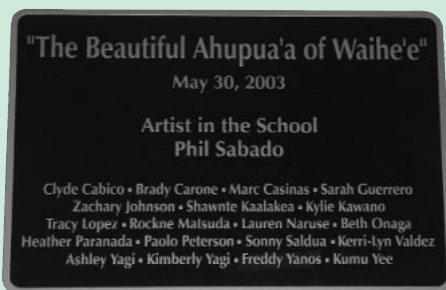 "The Beautiful Ahupua'a of Waihe'e"
May 30, 2003
Artist in the School
Phil Sabado
Clyde Cabico • Brady Carone • Marc Casinas • Sarah Guerrero
Zachary Johnson • Shawnte Kaalakea • Kylie Kawano
Tracy Lopez • Rockne Matsuda • Lauren Naruse • Beth Onaga
Heather Paranada • Paolo Peterson • Sonny Saldua • Kerri-Lyn Valdez
Ashley Yagi • Kimberly Yagi • Freddy Yanos • Kumu Yee